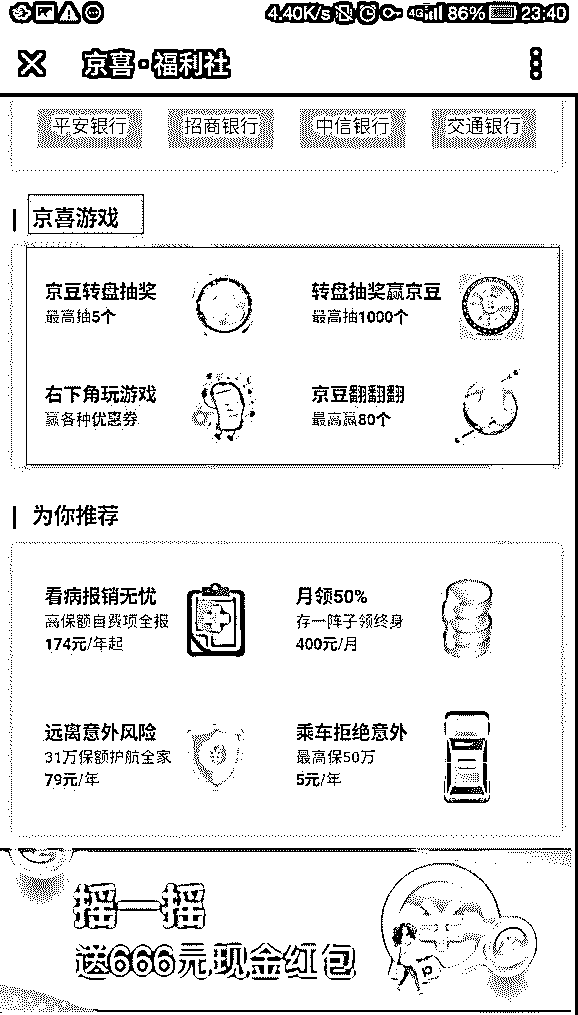 4.40K/s 4G 86% 23:40
京喜·福利社
平安银行 招商银行 中信银行 交通银行
京喜游戏
京豆转盘抽奖 转盘抽奖赢京豆
最高抽5个 最高抽1000个
右下角玩游戏 京豆翻翻翻
赢各种优惠券 最高赢80个
为你推荐
看病报销无忧 月领50%
高保额自费项全报 存一阵子领终身
174元/年起 400元/月
远离意外风险 乘车拒绝意外
31万保额护航全家 最高保50万
79元/年 5元/年
摇一摇
送666元现金红包